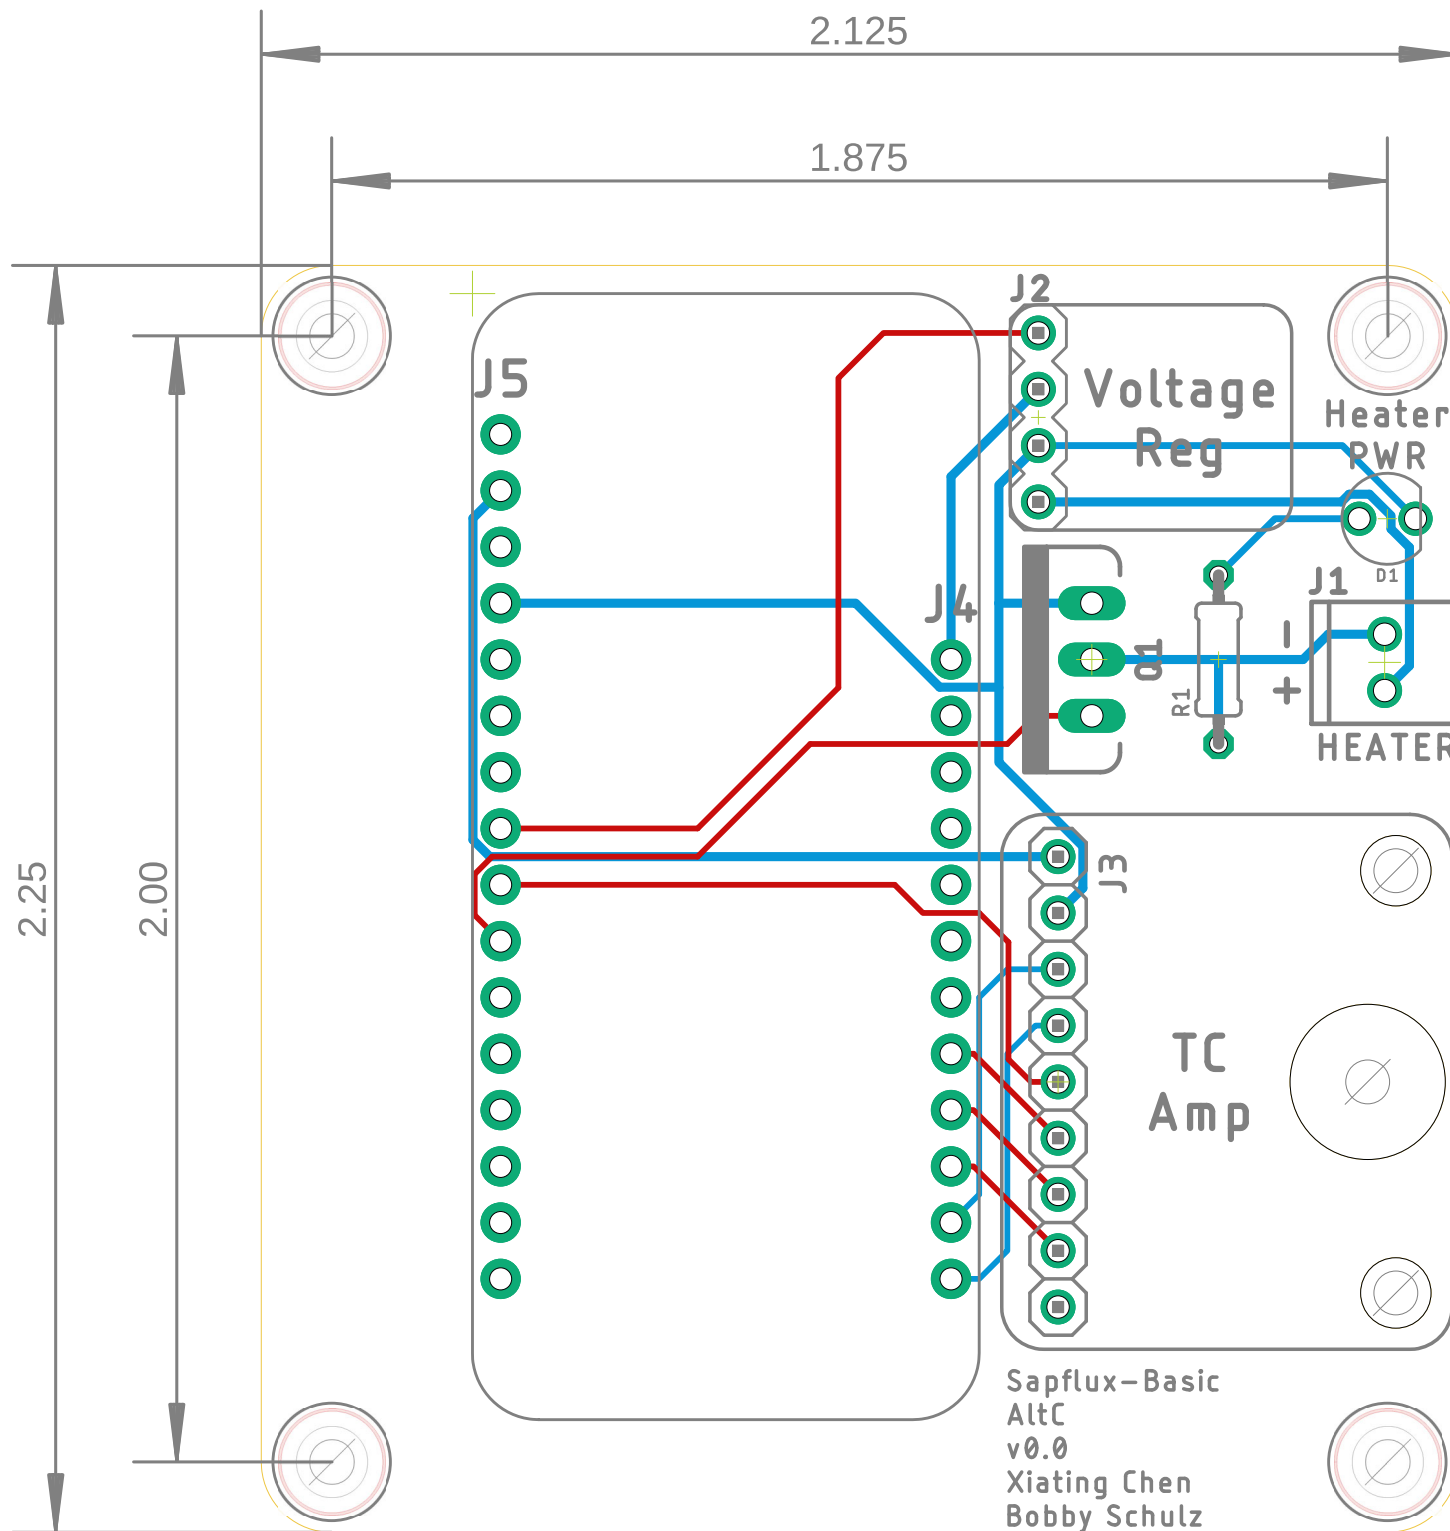 2.125
1.875
J2
J5
Voltage
Reg
Heater
PWR
D1
J1
J4
Q1
–
+
R1
HEATER
2.25
2.00
J3
TC
Amp
Sapflux-Basic
AltC
v0.0
Xiating Chen
Bobby Schulz